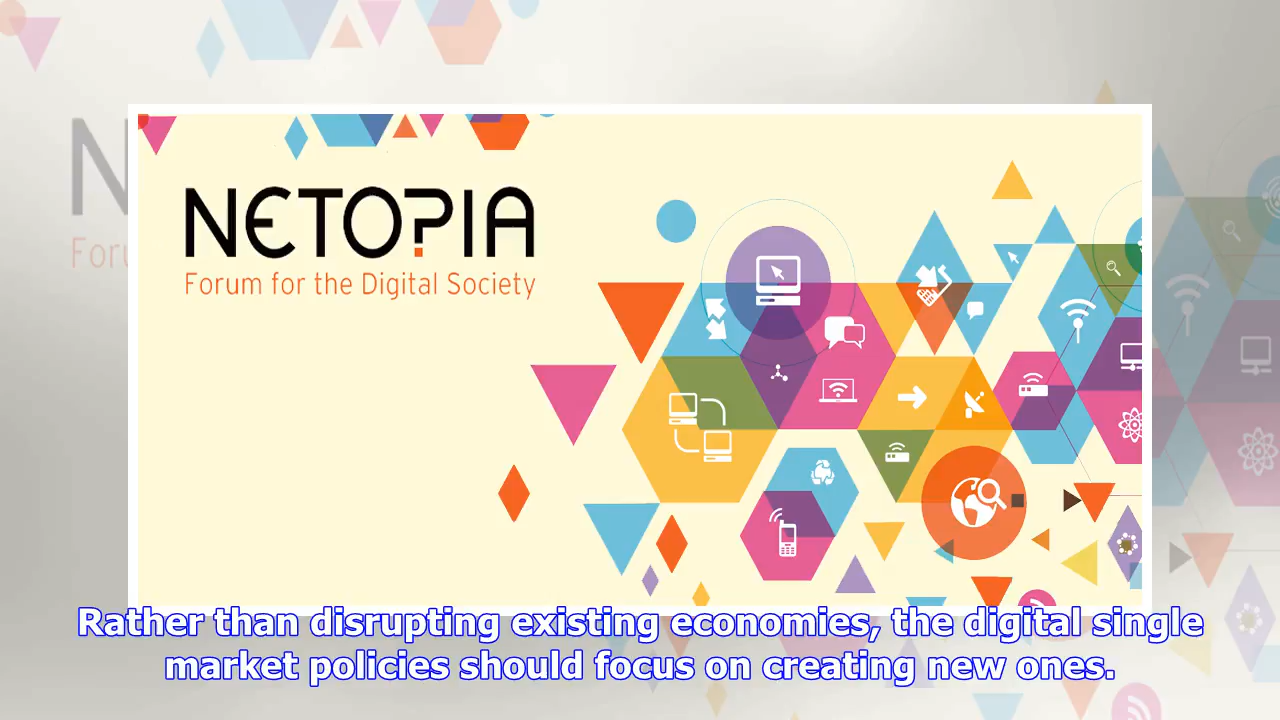 NETOPIA
Forum for the Digital Society
Rather than disrupting existing economies, the digital single
market policies should focus on creating new ones.